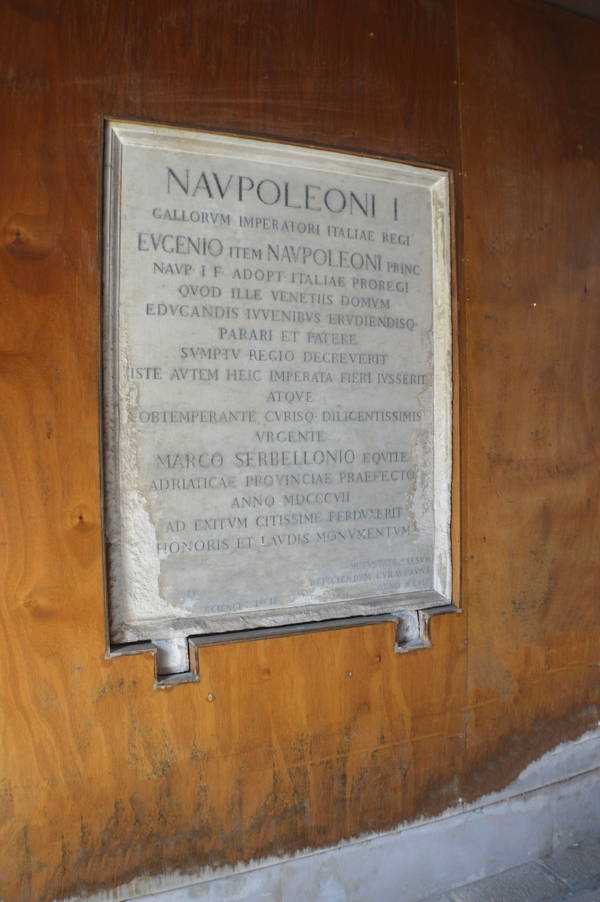 NAVPOLEONI I
GALLORVM IMPERATORI ITALIAE REGI
EVGENIO ITEM NAVPOLEONI PRINC
NAVP · I · F · ADOPT · ITALIAE PROREGI
QVOD ILLE VENETIIS DOMVM
EDVCANDIS IVVENIBVS ERVDIENDISQ·
PARARI ET PATERE
SVMPTV REGIO DECREVERIT
ISTE AVTEM HEIC IMPERATA FIERI IVSSERIT
ATQVE
OBTEMPERANTE CVRISQ· DILIGENTISSIMIS
VRGENTE
MARCO SERBELLONIO EQVITE
ADRIATICAE PROVINCIAE PRAEFECTO
ANNO MDCCCVII
AD EXITVM CITISSIME PERDVXERIT
HONORIS ET LAVDIS MONVMENTVM